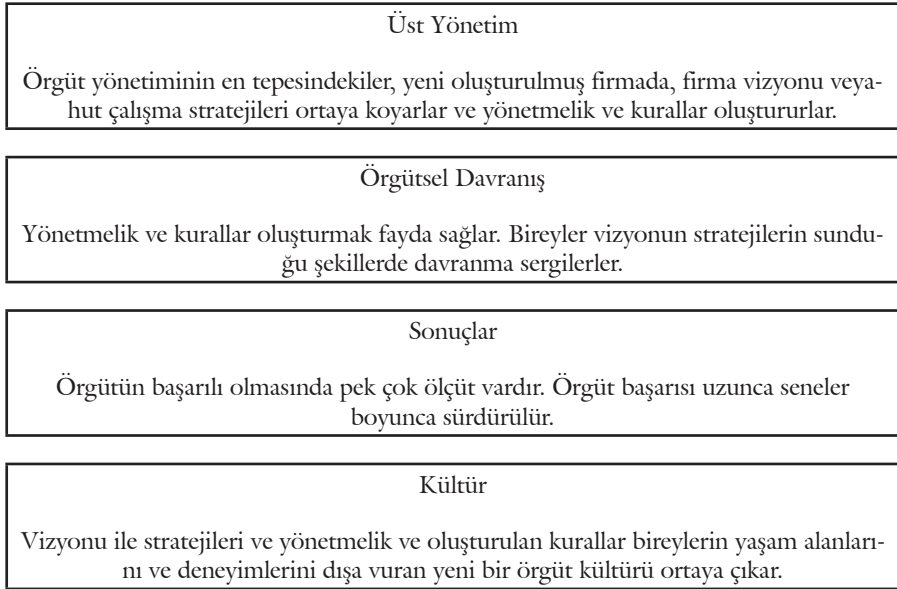 Üst Yönetim
Örgüt yönetiminin en tepesindekiler, yeni oluşturulmuş firmada, firma vizyonu veya-
hut çalışma stratejileri ortaya koyarlar ve yönetmelik ve kurallar oluştururlar.
Örgütsel Davranış
Yönetmelik ve kurallar oluşturmak fayda sağlar. Bireyler vizyonun stratejilerin sundu-
ğu şekillerde davranma sergilerler.
Sonuçlar
Örgütün başarılı olmasında pek çok ölçüt vardır. Örgüt başarısı uzunca seneler
boyunca sürdürülür.
Kültür
Vizyonu ile stratejileri ve yönetmelik ve oluşturulan kurallar bireylerin yaşam alanları-
nı ve deneyimlerini dışa vuran yeni bir örgüt kültürü ortaya çıkar.